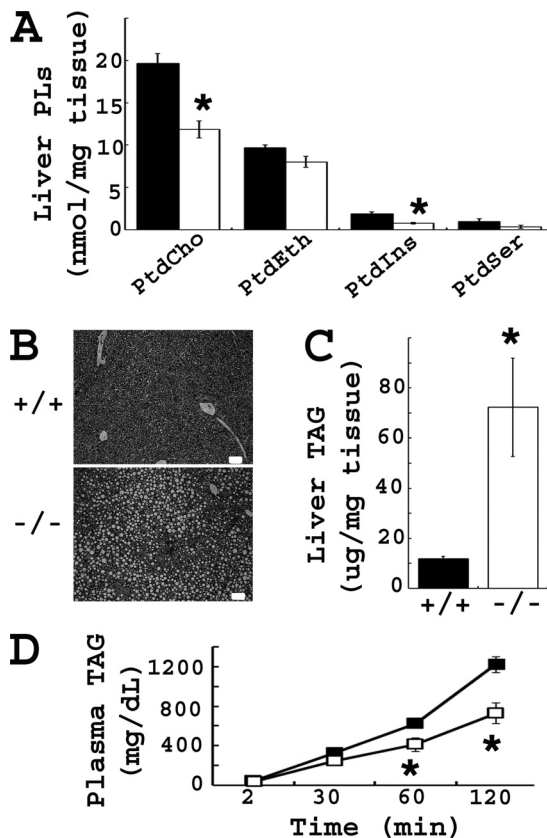 A
Liver PLs
(nmol/mg tissue)
20
15
10
5
0
*
*
PtdCho
PtdEth
PtdIns
PtdSer
B
+/+
-/-
C
Liver TAG
(ug/mg tissue)
80
60
40
20
0
*
+/+
-/-
D
Plasma TAG
(mg/dL)
1200
800
400
0
*
*
2
30
60
120
Time (min)